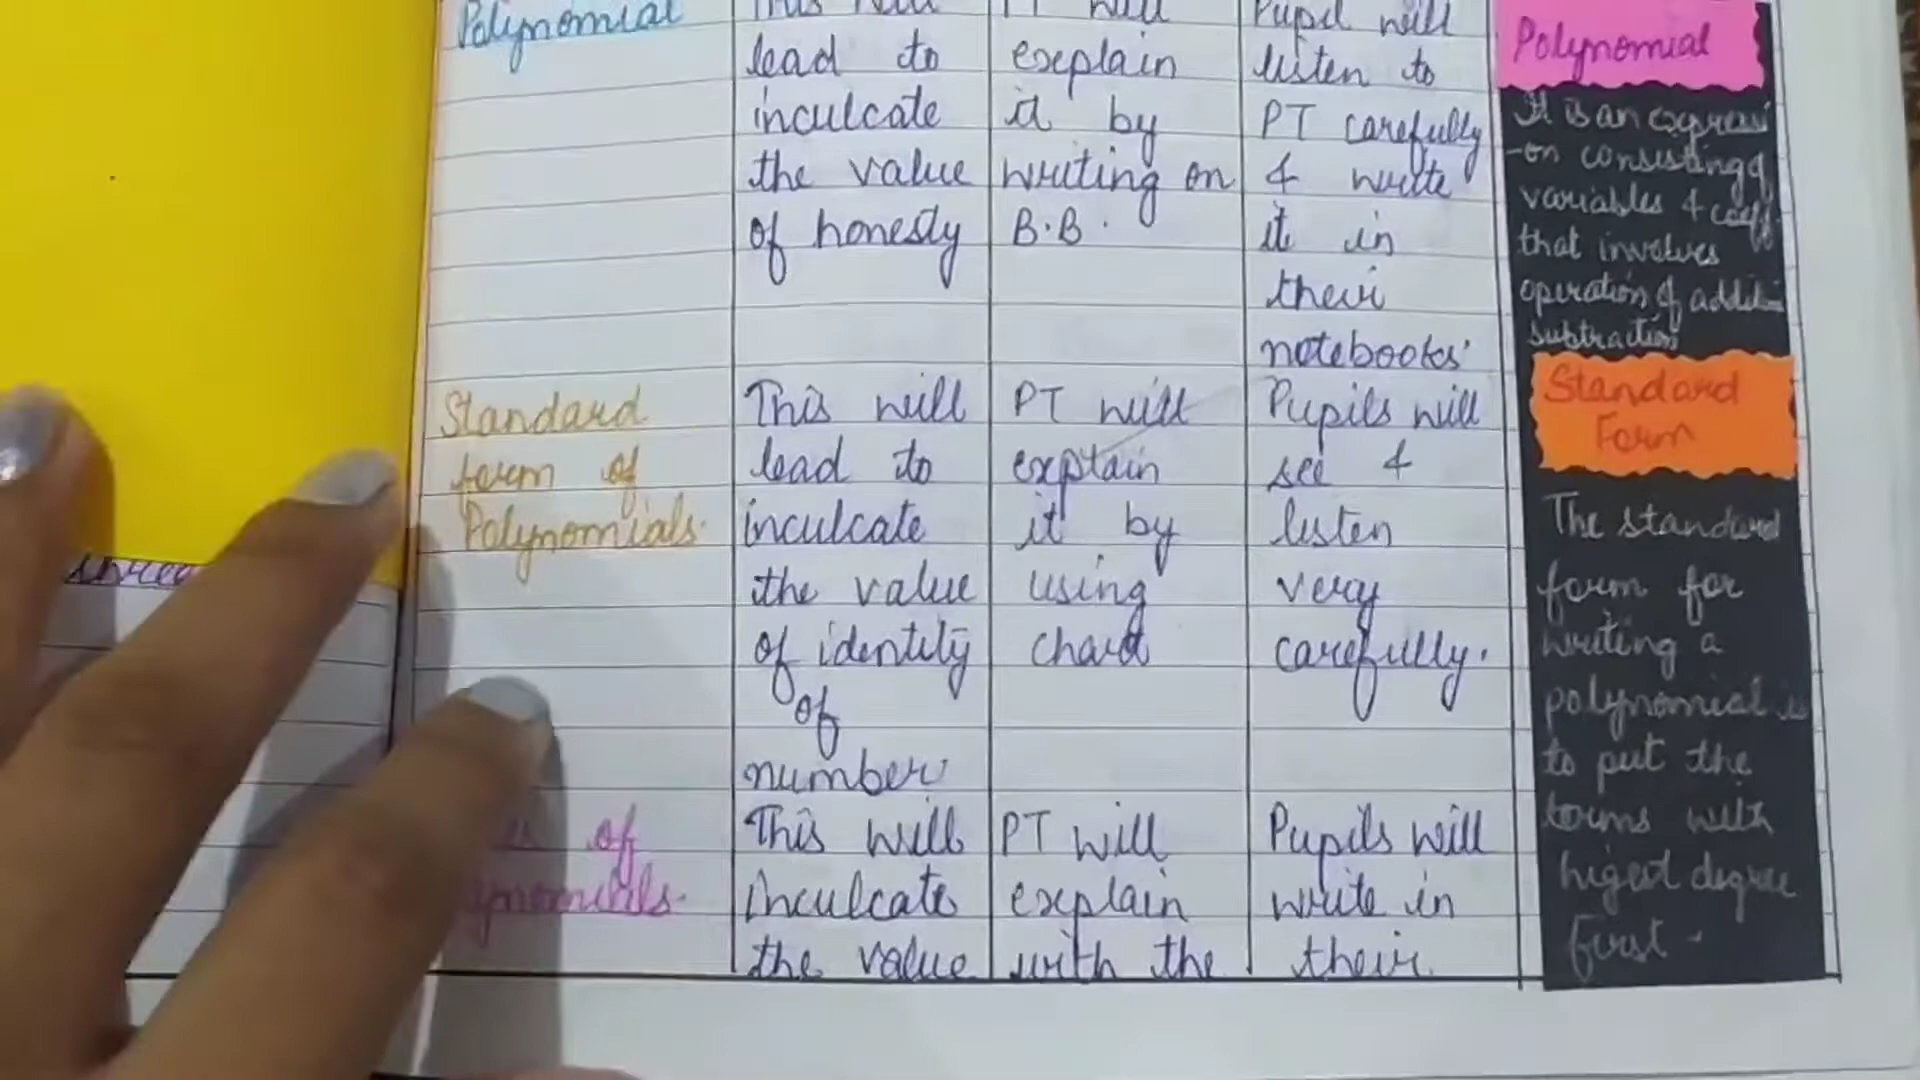 Polynomial
This will
lead to
inculcate
the value
of honesty
PT will
explain
it by
writing on
B.B.
Pupil will
listen to
PT carefully
& write
it in
their
notebooks.
Polynomial
It is an expressi
-on consisting of
variables & coeff.
that involves
operation of addition
subtraction
Standard
form of
Polynomials.
This will
lead to
inculcate
the value
of identity
of
number
PT will
explain
it by
using
chart
Pupils will
see &
listen
very
carefully.
Standard
Form
The standard
form for
writing a
polynomial is
to put the
terms with
higest degree
first.
of
This will
inculcate
the value
PT will
explain
with the
Pupils will
write in
their